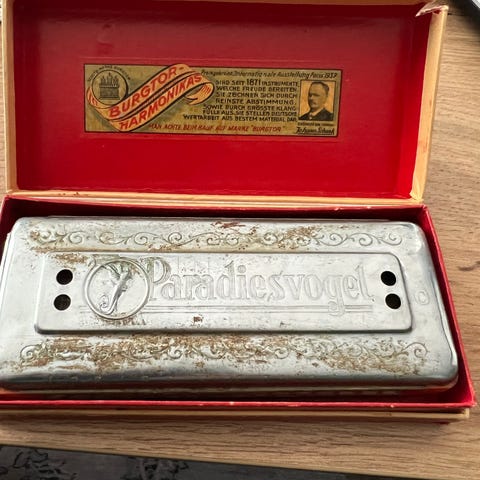 BURGTOR-
HARMONIKAS
Preisgekrönt, Internationale Ausstellung Paris 1937
SIND SEIT 1871 INSTRUMENTE
WELCHE FREUDE BEREITEN.
SIE ZEICHNEN SICH DURCH
REINSTE ABSTIMMUNG,
SOWIE DURCH GRÖSSTE KLANG-
FÜLLE AUS. SIE STELLEN DEUTSCHE
WERTARBEIT AUS BESTEM MATERIAL DAR.
MAN ACHTE BEIM KAUF AUF MARKE "BURGTOR"
Paradiesvogel